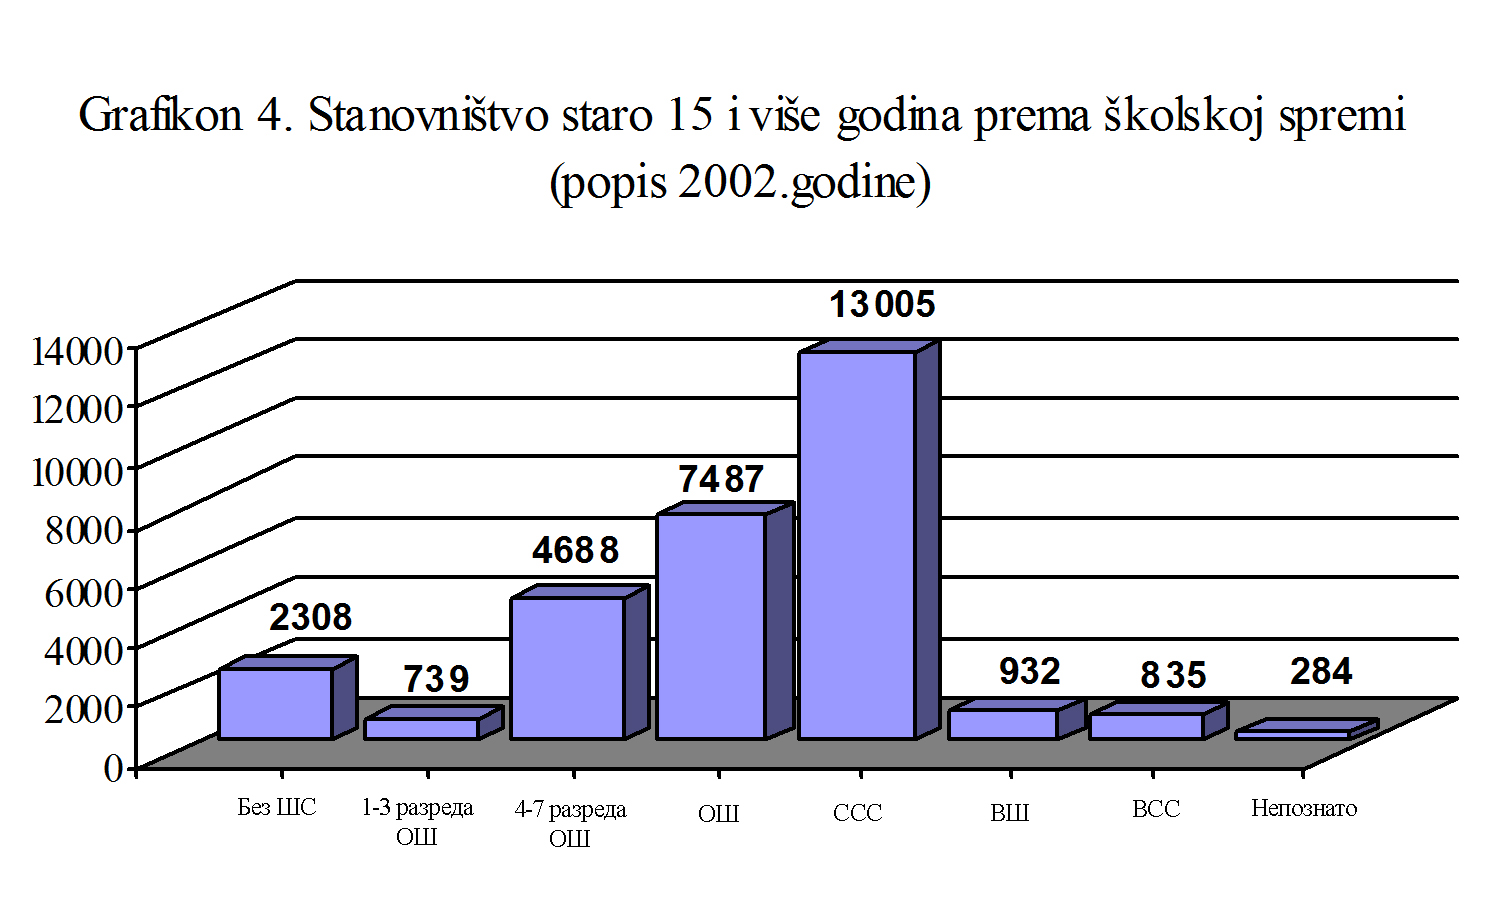 Grafikon 4. Stanovništvo staro 15 i više godina prema školskoj spremi
(popis 2002.godine)
13005
14000
12000
10000
7487
8000
4688
6000
2308
4000
739
932
835
284
2000
0
Без ШС
1-3 разреда
ОШ
4-7 разреда
ОШ
ОШ
ССС
ВШ
ВСС
Непознато